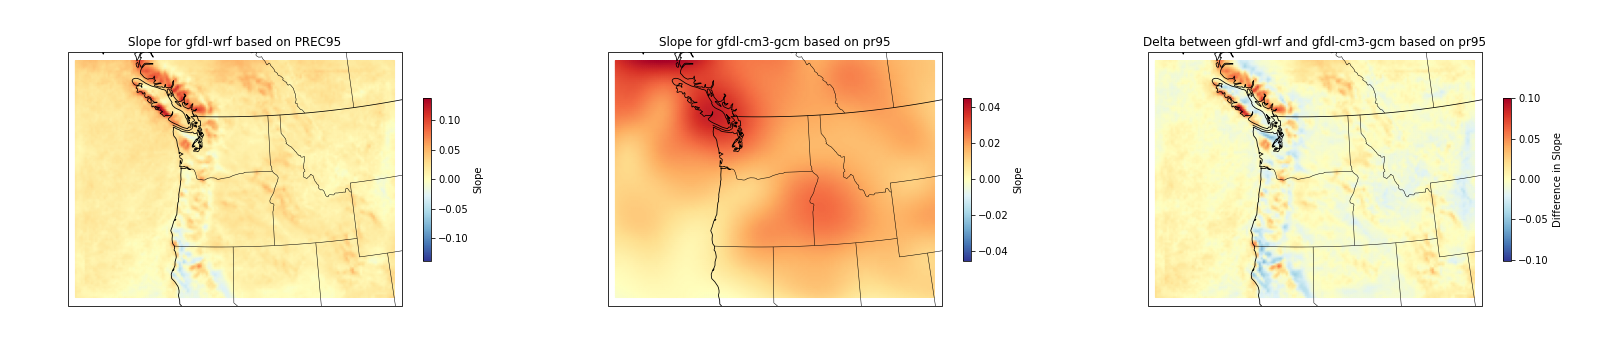 Slope for gfdl-wrf based on PREC95
0.10
0.05
0.00
−0.05
−0.10
Slope
Slope for gfdl-cm3-gcm based on pr95
0.04
0.02
0.00
−0.02
−0.04
Slope
Delta between gfdl-wrf and gfdl-cm3-gcm based on pr95
0.10
0.05
0.00
−0.05
−0.10
Difference in Slope